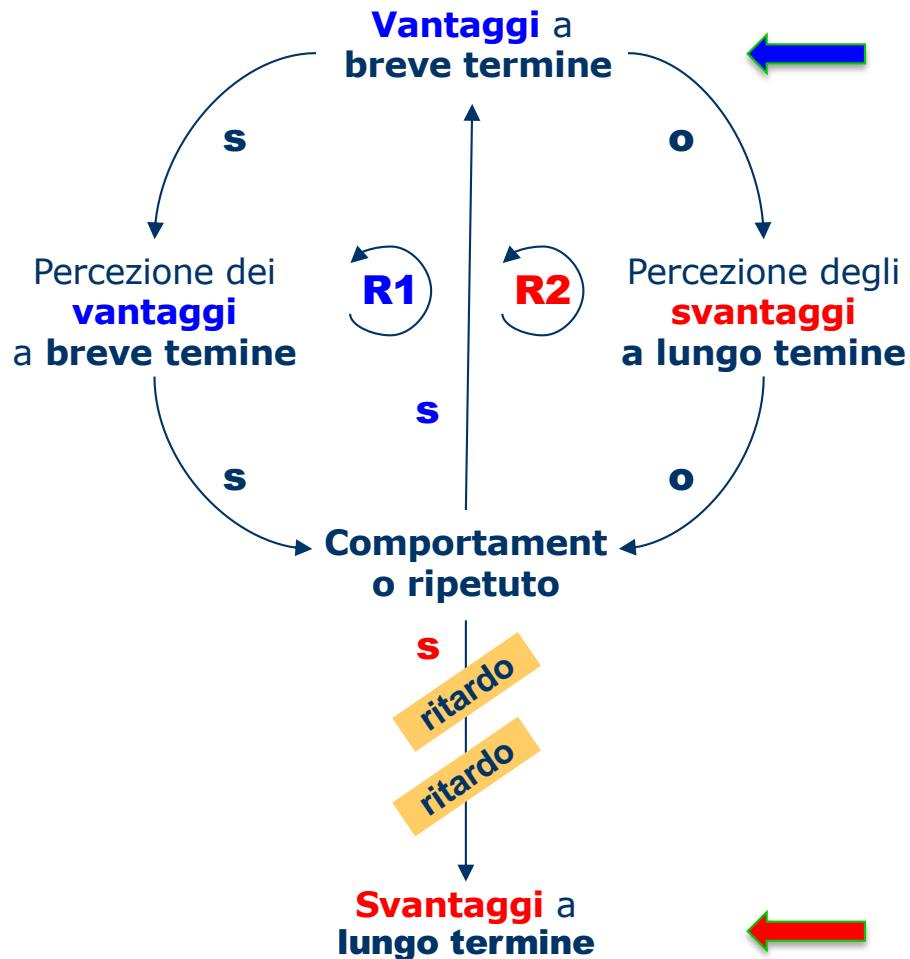 Vantaggi a
breve termine
s
o
Percezione dei
vantaggi
a breve temine
R1
R2
Percezione degli
svantaggi
a lungo temine
s
s
o
Comportament
o ripetuto
s
ritardo
ritardo
Svantaggi a
lungo termine